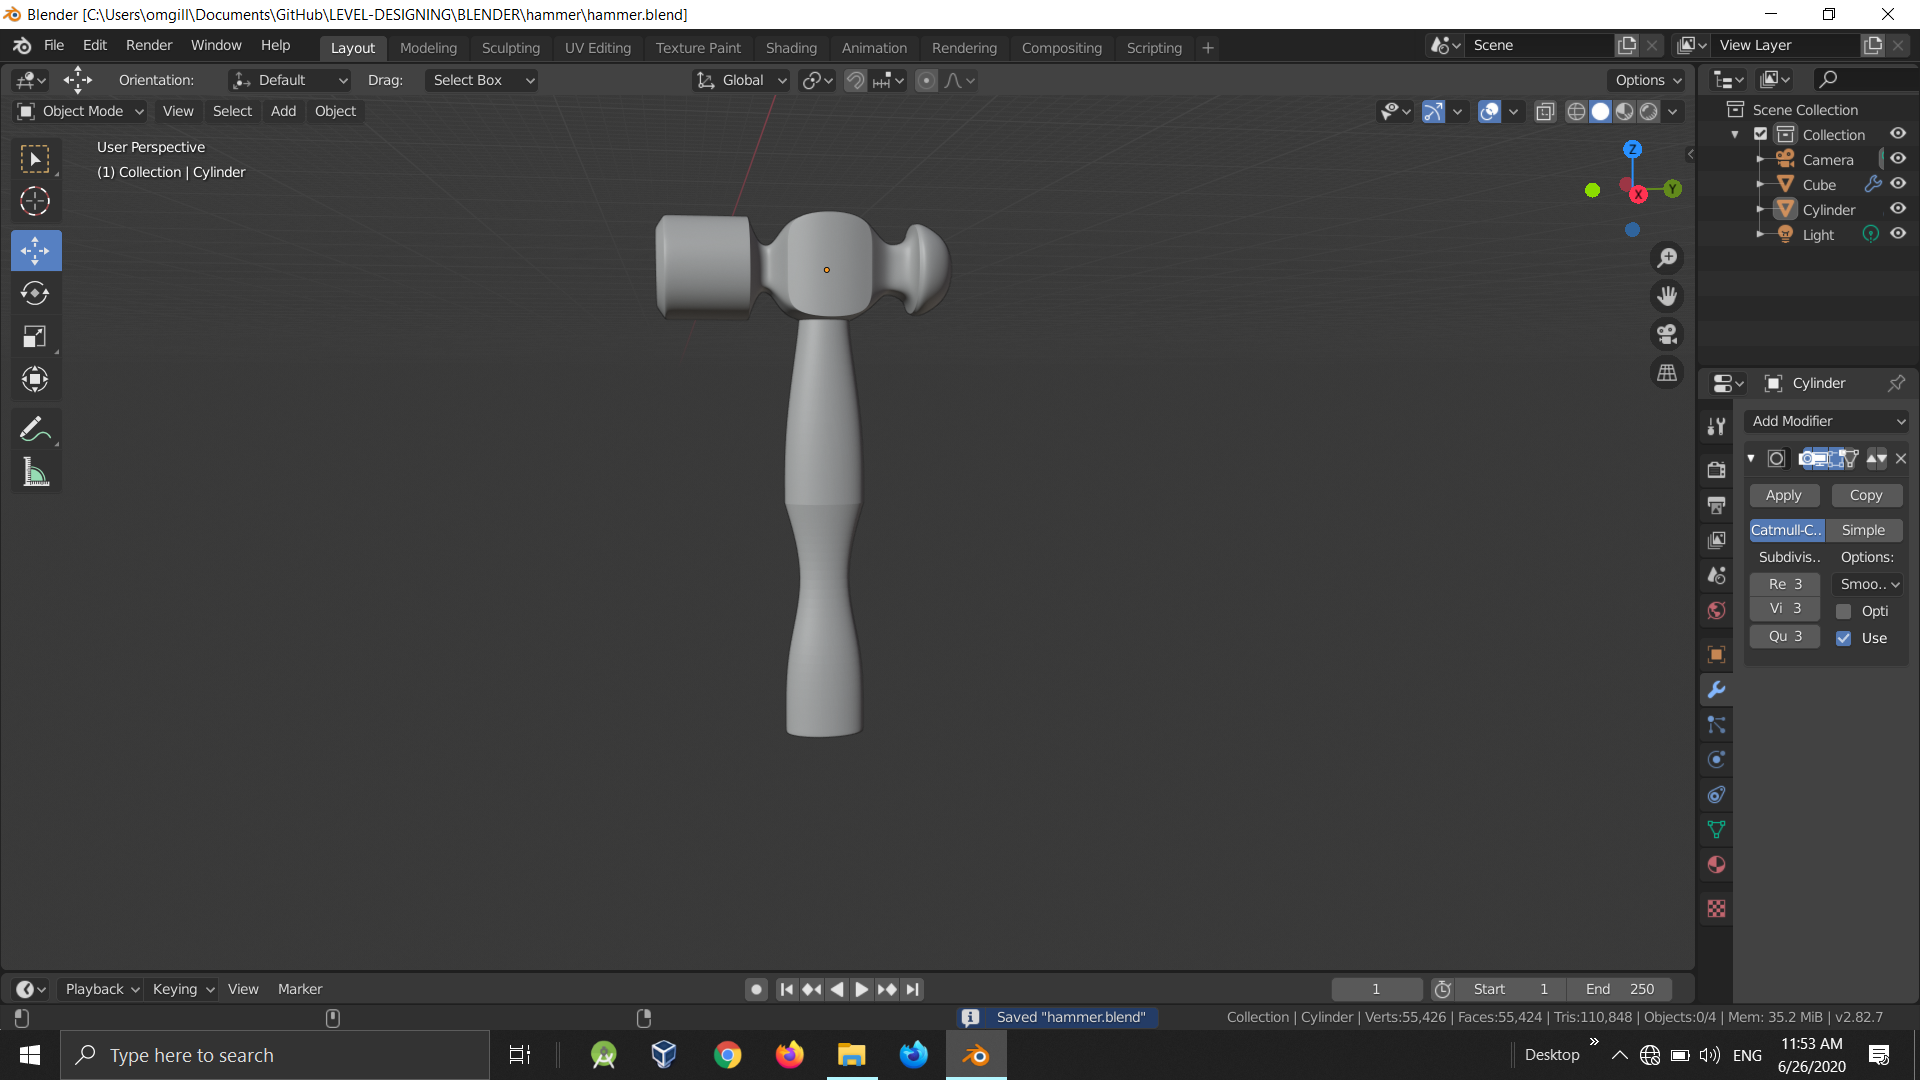 Blender [C:\Users\omgill\Documents\GitHub\LEVEL-DESIGNING\BLENDER\hammer\hammer.blend]
File Edit Render Window Help Layout Modeling Sculpting UV Editing Texture Paint Shading Animation Rendering Compositing Scripting + Scene View Layer
Orientation: Default Drag: Select Box Global Options
Object Mode View Select Add Object
User Perspective
(1) Collection | Cylinder
Z
Y
X
Scene Collection
Collection
Camera
Cube
Cylinder
Light
Cylinder
Add Modifier
Apply Copy
Catmull-C.. Simple
Subdivis.. Options:
Re 3 Smoo..
Vi 3 Opti
Qu 3 Use
Playback Keying View Marker 1 Start 1 End 250
Saved "hammer.blend" Collection | Cylinder | Verts:55,426 | Faces:55,424 | Tris:110,848 | Objects:0/4 | Mem: 35.2 MiB | v2.82.7
Type here to search Desktop » ENG
11:53 AM
6/26/2020